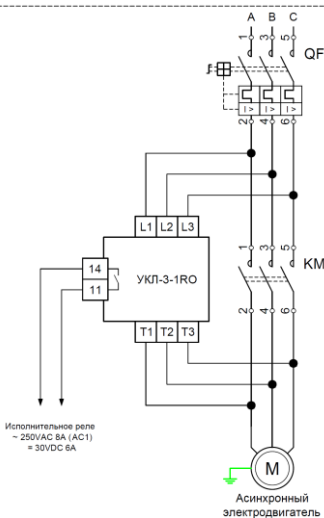 A B C
1 3 5
QF
I > I > I >
2 4 6
L1 L2 L3
14
11
УКЛ-3-1RO
1 3 5
KM
2 4 6
T1 T2 T3
Исполнительное реле
~ 250VAC 8A (AC1)
= 30VDC 6A
M
Асинхронный
электродвигатель